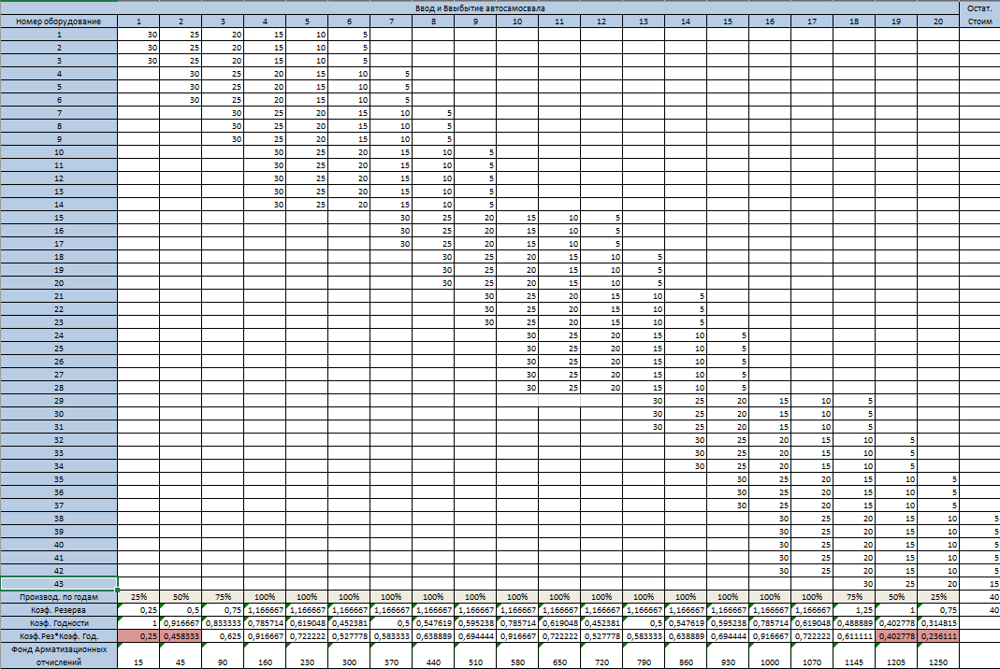 Ввод и Ввыбытие автосамосвала Остат.
Номер оборудование 1 2 3 4 5 6 7 8 9 10 11 12 13 14 15 16 17 18 19 20 Стоим
1 30 25 20 15 10 5
2 30 25 20 15 10 5
3 30 25 20 15 10 5
4 30 25 20 15 10 5
5 30 25 20 15 10 5
6 30 25 20 15 10 5
7 30 25 20 15 10 5
8 30 25 20 15 10 5
9 30 25 20 15 10 5
10 30 25 20 15 10 5
11 30 25 20 15 10 5
12 30 25 20 15 10 5
13 30 25 20 15 10 5
14 30 25 20 15 10 5
15 30 25 20 15 10 5
16 30 25 20 15 10 5
17 30 25 20 15 10 5
18 30 25 20 15 10 5
19 30 25 20 15 10 5
20 30 25 20 15 10 5
21 30 25 20 15 10 5
22 30 25 20 15 10 5
23 30 25 20 15 10 5
24 30 25 20 15 10 5
25 30 25 20 15 10 5
26 30 25 20 15 10 5
27 30 25 20 15 10 5
28 30 25 20 15 10 5
29 30 25 20 15 10 5
30 30 25 20 15 10 5
31 30 25 20 15 10 5
32 30 25 20 15 10 5
33 30 25 20 15 10 5
34 30 25 20 15 10 5
35 30 25 20 15 10 5
36 30 25 20 15 10 5
37 30 25 20 15 10 5
38 30 25 20 15 10 5
39 30 25 20 15 10 5
40 30 25 20 15 10 5
41 30 25 20 15 10 5
42 30 25 20 15 10 5
43 30 25 20 15
Производ. по годам 25% 50% 75% 100% 100% 100% 100% 100% 100% 100% 100% 100% 100% 100% 100% 100% 100% 75% 50% 25% 40
Коэф. Резерва 0,25 0,5 0,75 1,166667 1,166667 1,166667 1,166667 1,166667 1,166667 1,166667 1,166667 1,166667 1,166667 1,166667 1,166667 1,166667 1,166667 1,25 1 0,75 40
Коэф. Годности 1 0,916667 0,833333 0,785714 0,619048 0,452381 0,5 0,547619 0,595238 0,785714 0,619048 0,452381 0,5 0,547619 0,595238 0,785714 0,619048 0,488889 0,402778 0,314815
Коэф.Рез*Коэф. Год. 0,25 0,458333 0,625 0,916667 0,722222 0,527778 0,583333 0,638889 0,694444 0,916667 0,722222 0,527778 0,583333 0,638889 0,694444 0,916667 0,722222 0,611111 0,402778 0,236111
Фонд Арматизационных
отчислений 15 45 90 160 230 300 370 440 510 580 650 720 790 860 930 1000 1070 1145 1205 1250